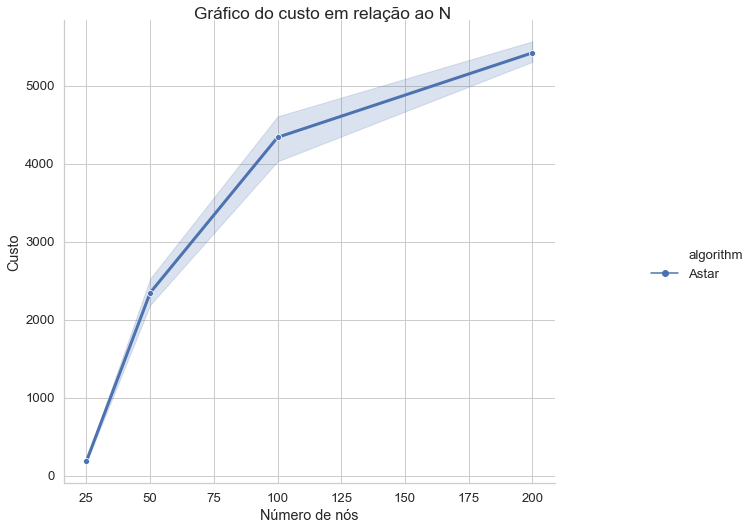 Gráfico do custo em relação ao N
5000
4000
3000
2000
1000
0
Custo
25 50 75 100 125 150 175 200
Número de nós
algorithm
Astar